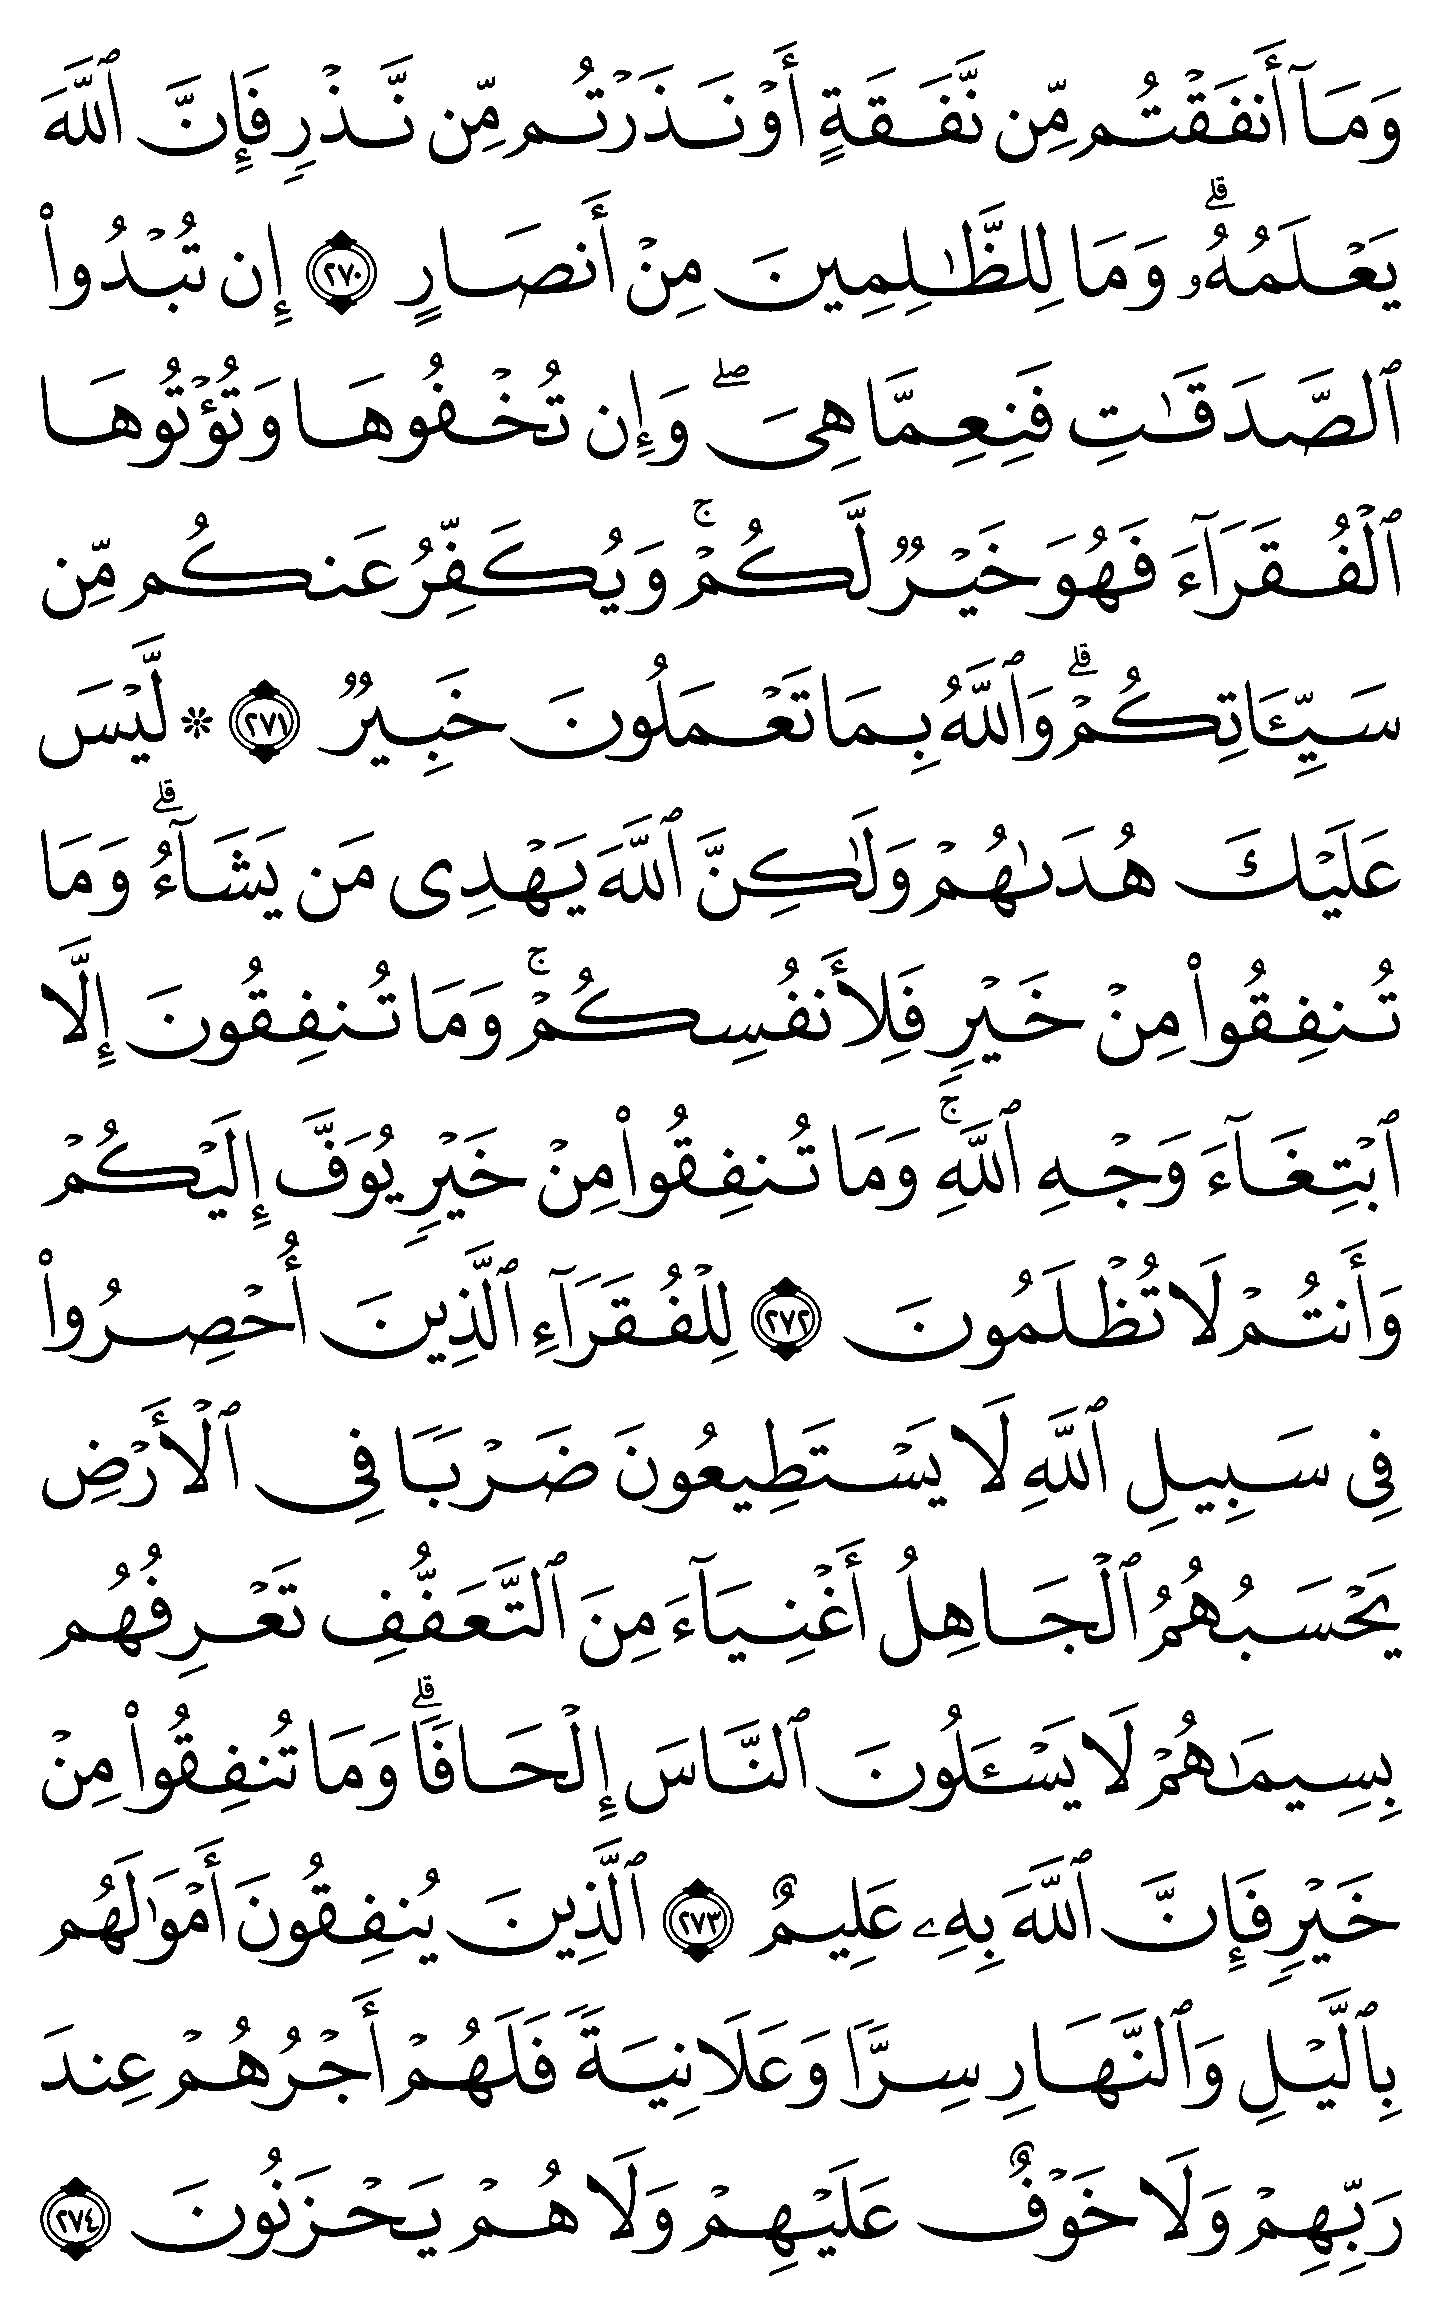 وَمَآ أَنفَقْتُم مِّن نَّفَقَةٍ أَوْ نَذَرْتُم مِّن نَّذْرٍ فَإِنَّ ٱللَّهَ
يَعْلَمُهُۥ ۗ وَمَا لِلظَّٰلِمِينَ مِنْ أَنصَارٍ ٢٧٠ إِن تُبْدُوا۟
ٱلصَّدَقَٰتِ فَنِعِمَّا هِىَ ۖ وَإِن تُخْفُوهَا وَتُؤْتُوهَا
ٱلْفُقَرَآءَ فَهُوَ خَيْرٌ لَّكُمْ ۚ وَيُكَفِّرُ عَنكُم مِّن
سَيِّـَٔاتِكُمْ ۗ وَٱللَّهُ بِمَا تَعْمَلُونَ خَبِيرٌ ٢٧١ ۞ لَّيْسَ
عَلَيْكَ هُدَىٰهُمْ وَلَٰكِنَّ ٱللَّهَ يَهْدِى مَن يَشَآءُ ۗ وَمَا
تُنفِقُوا۟ مِنْ خَيْرٍ فَلِأَنفُسِكُمْ ۚ وَمَا تُنفِقُونَ إِلَّا
ٱبْتِغَآءَ وَجْهِ ٱللَّهِ ۚ وَمَا تُنفِقُوا۟ مِنْ خَيْرٍ يُوَفَّ إِلَيْكُمْ
وَأَنتُمْ لَا تُظْلَمُونَ ٢٧٢ لِلْفُقَرَآءِ ٱلَّذِينَ أُحْصِرُوا۟
فِى سَبِيلِ ٱللَّهِ لَا يَسْتَطِيعُونَ ضَرْبًا فِى ٱلْأَرْضِ
يَحْسَبُهُمُ ٱلْجَاهِلُ أَغْنِيَآءَ مِنَ ٱلتَّعَفُّفِ تَعْرِفُهُم
بِسِيمَٰهُمْ لَا يَسْـَٔلُونَ ٱلنَّاسَ إِلْحَافًا ۗ وَمَا تُنفِقُوا۟ مِنْ
خَيْرٍ فَإِنَّ ٱللَّهَ بِهِۦ عَلِيمٌ ٢٧٣ ٱلَّذِينَ يُنفِقُونَ أَمْوَٰلَهُم
بِٱلَّيْلِ وَٱلنَّهَارِ سِرًّا وَعَلَانِيَةً فَلَهُمْ أَجْرُهُمْ عِندَ
رَبِّهِمْ وَلَا خَوْفٌ عَلَيْهِمْ وَلَا هُمْ يَحْزَنُونَ ٢٧٤